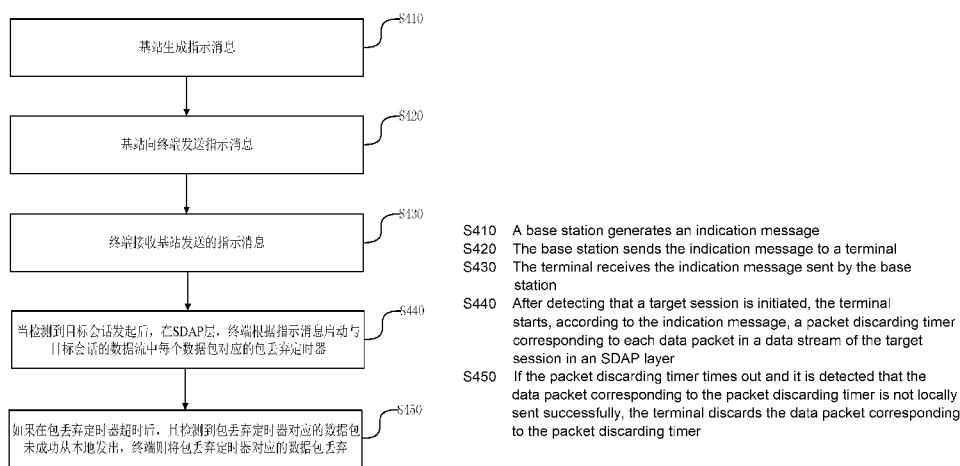 S410
基站生成指示消息
S420
基站向终端发送指示消息
S430
终端接收基站发送的指示消息
S440
当检测到目标会话发起后，在SDAP层，终端根据指示消息启动与
目标会话的数据流中每个数据包对应的包丢弃定时器
S450
如果在包丢弃定时器超时后，且检测到包丢弃定时器对应的数据包
未成功从本地发出，终端则将包丢弃定时器对应的数据包丢弃
S410 A base station generates an indication message
S420 The base station sends the indication message to a terminal
S430 The terminal receives the indication message sent by the base
station
S440 After detecting that a target session is initiated, the terminal
starts, according to the indication message, a packet discarding timer
corresponding to each data packet in a data stream of the target
session in an SDAP layer
S450 If the packet discarding timer times out and it is detected that the
data packet corresponding to the packet discarding timer is not locally
sent successfully, the terminal discards the data packet corresponding
to the packet discarding timer